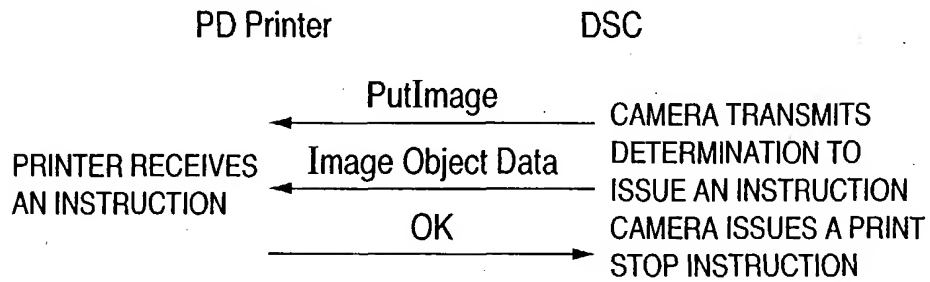 PD Printer DSC
PutImage
CAMERA TRANSMITS
DETERMINATION TO
ISSUE AN INSTRUCTION
CAMERA ISSUES A PRINT
STOP INSTRUCTION
PRINTER RECEIVES
AN INSTRUCTION
Image Object Data
OK